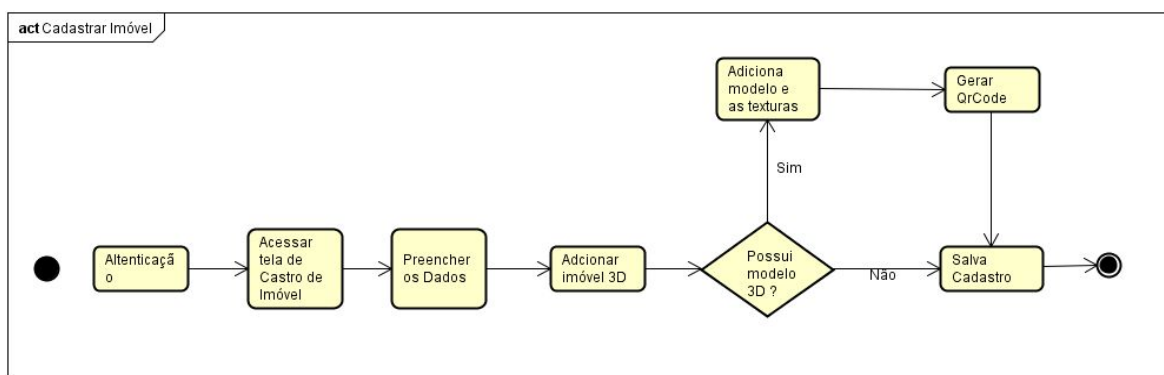 act Cadastrar Imóvel
Adiciona
modelo e
as texturas
Gerar
QrCode
Sim
Altenticaçã
o
Acessar
tela de
Castro de
Imóvel
Preencher
os Dados
Adcionar
imóvel 3D
Possui
modelo
3D ?
Não
Salva
Cadastro